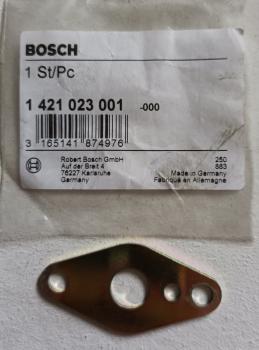 BOSCH
1 St/Pc
1 421 023 001 -000
3 165141 874976
Robert Bosch GmbH 250
Auf der Breit 4 883
76227 Karlsruhe Made in Germany
Germany Fabriqué en Allemagne